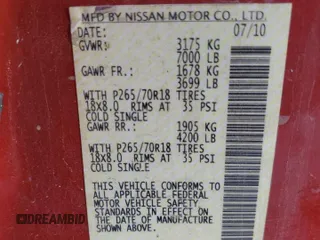 MFD BY NISSAN MOTOR CO., LTD.
DATE: 07/10
GVWR: 3175 KG
7000 LB
GAWR FR.: 1678 KG
3699 LB
WITH P265/70R18 TIRES
18X8.0 RIMS AT 35 PSI
COLD SINGLE
GAWR RR.: 1905 KG
4200 LB
WITH P265/70R18 TIRES
18X8.0 RIMS AT 35 PSI
COLD SINGLE
THIS VEHICLE CONFORMS TO
ALL APPLICABLE FEDERAL
MOTOR VEHICLE SAFETY
STANDARDS IN EFFECT ON
THE DATE OF MANUFACTURE
SHOWN ABOVE.
DREAMBID